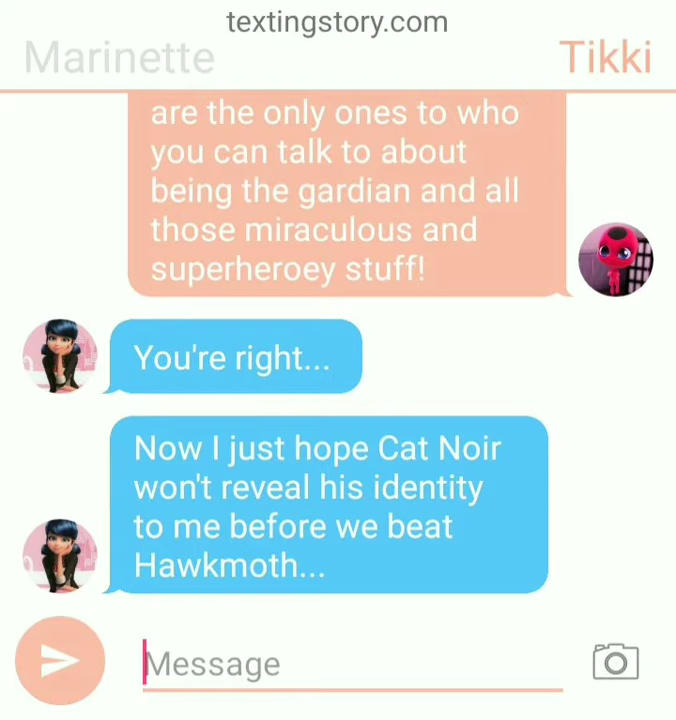 textingstory.com
Marinette
Tikki
are the only ones to who
you can talk to about
being the gardian and all
those miraculous and
superheroey stuff!
You're right...
Now I just hope Cat Noir
won't reveal his identity
to me before we beat
Hawkmoth...
Message